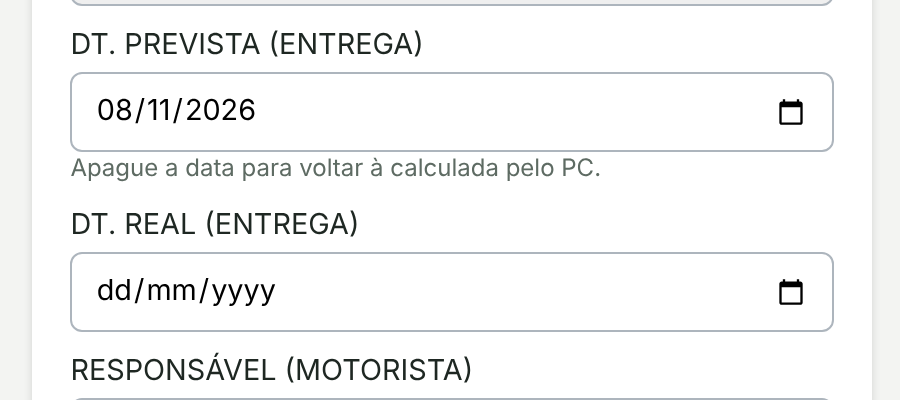 DT. PREVISTA (ENTREGA)
08/11/2026
Apague a data para voltar à calculada pelo PC.
DT. REAL (ENTREGA)
dd/mm/yyyy
RESPONSÁVEL (MOTORISTA)